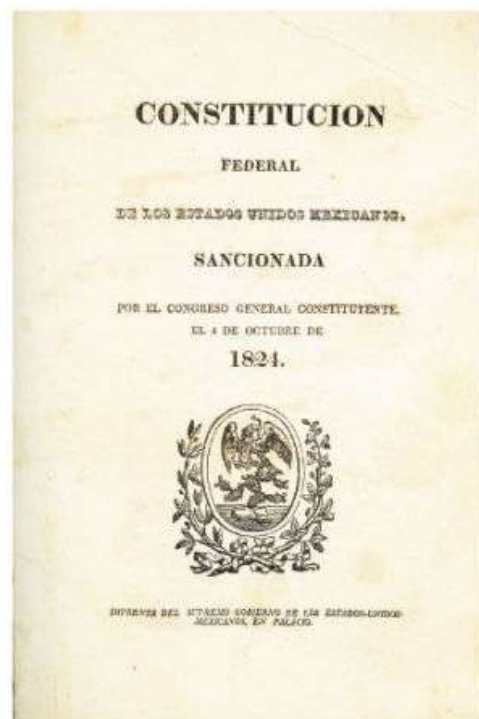 CONSTITUCION
FEDERAL
DE LOS ESTADOS UNIDOS MEXICANOS,
SANCIONADA
POR EL CONGRESO GENERAL CONSTITUYENTE,
EL 4 DE OCTUBRE DE
1824.
IMPRENTA DEL SUPREMO GOBIERNO DE LOS ESTADOS-UNIDOS
MEXICANOS, EN PALACIO.